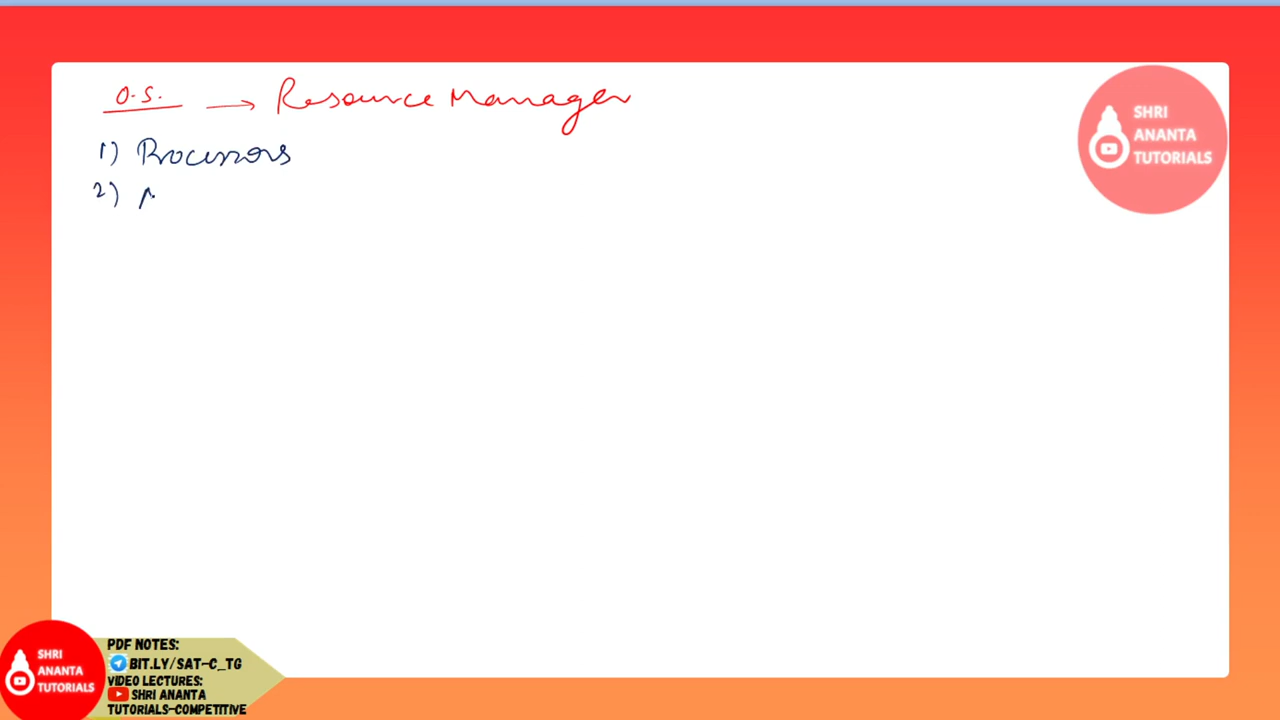 O.S. → Resource Manager
1) Processors
2)
SHRI
ANANTA
TUTORIALS
PDF NOTES:
BIT.LY/SAT-C_TG
VIDEO LECTURES:
SHRI ANANTA
TUTORIALS-COMPETITIVE
SHRI
ANANTA
TUTORIALS